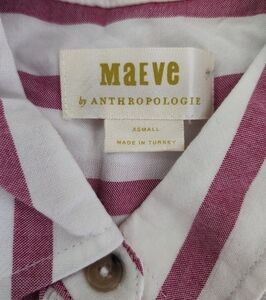 MAEVE
by ANTHROPOLOGIE
XSMALL
MADE IN TURKEY